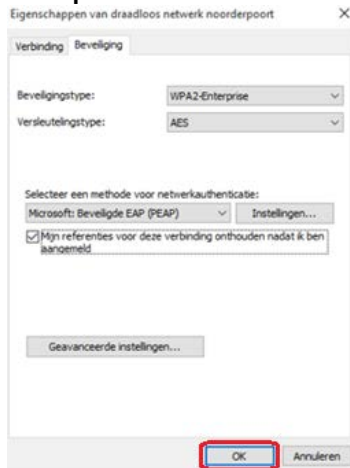 Eigenschappen van draadloos netwerk noorderpoort
Verbinding Beveiliging
Beveiligingstype: WPA2-Enterprise
Versleutelingstype: AES
Selecteer een methode voor netwerkauthenticatie:
Microsoft: Beveiligde EAP (PEAP) Instellingen...
Mijn referenties voor deze verbinding onthouden nadat ik ben
aangemeld
Geavanceerde instellingen...
OK Annuleren